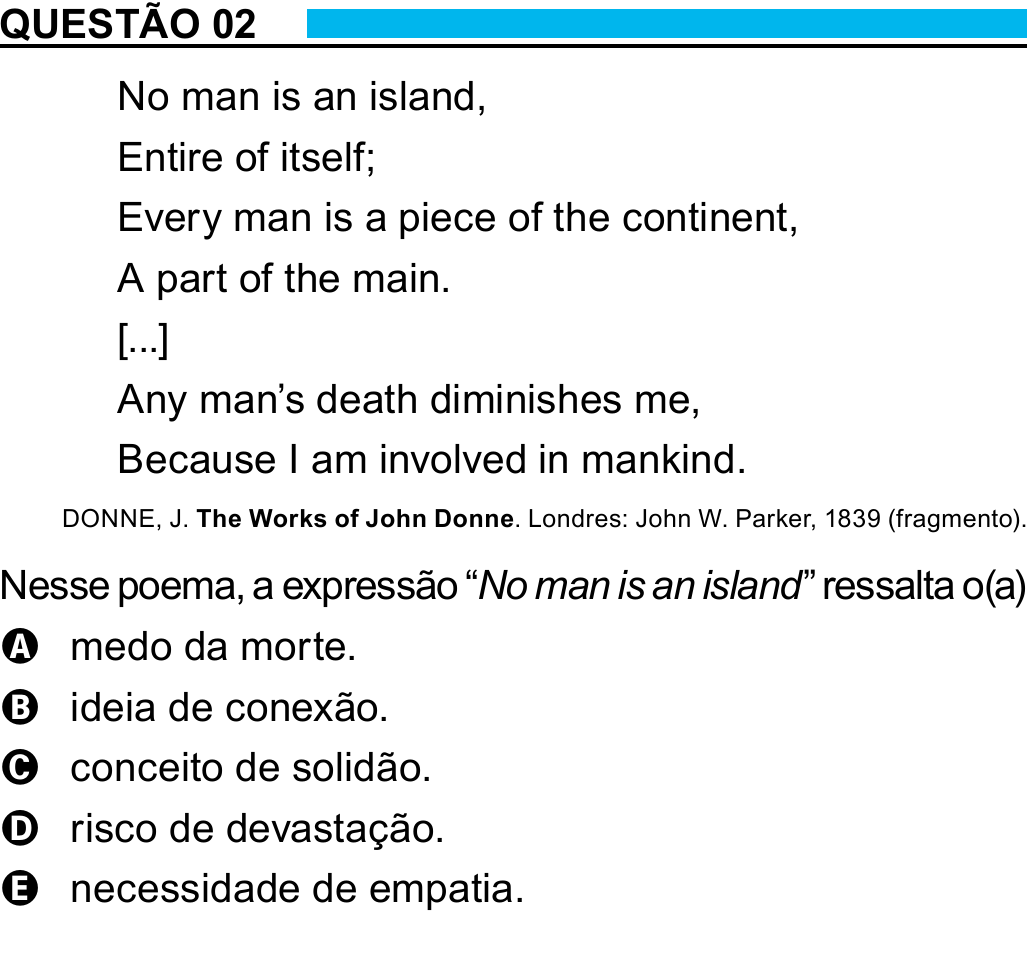 QUESTÃO 02
No man is an island,
Entire of itself;
Every man is a piece of the continent,
A part of the main.
[...]
Any man’s death diminishes me,
Because I am involved in mankind.
DONNE, J. The Works of John Donne. Londres: John W. Parker, 1839 (fragmento).
Nesse poema, a expressão “No man is an island” ressalta o(a)
A medo da morte.
B ideia de conexão.
C conceito de solidão.
D risco de devastação.
E necessidade de empatia.